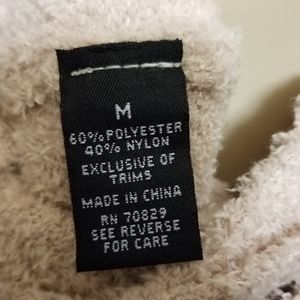 M
60% POLYESTER
40% NYLON
EXCLUSIVE OF
TRIMS
MADE IN CHINA
RN 70829
SEE REVERSE
FOR CARE